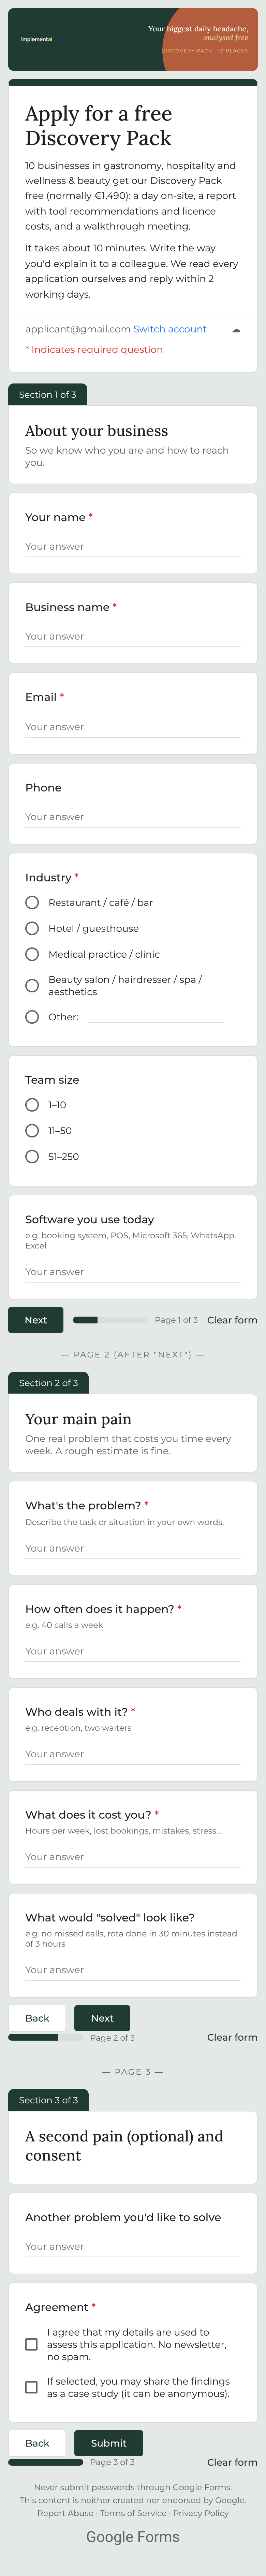 implementai
Your biggest daily headache,
analysed free
DISCOVERY PACK · 10 PLACES
Apply for a free
Discovery Pack
10 businesses in gastronomy, hospitality and
wellness & beauty get our Discovery Pack
free (normally €1,490): a day on-site, a report
with tool recommendations and licence
costs, and a walkthrough meeting.
It takes about 10 minutes. Write the way
you'd explain it to a colleague. We read every
application ourselves and reply within 2
working days.
applicant@gmail.com Switch account
* Indicates required question
Section 1 of 3
About your business
So we know who you are and how to reach
you.
Your name *
Your answer
Business name *
Your answer
Email *
Your answer
Phone
Your answer
Industry *
Restaurant / café / bar
Hotel / guesthouse
Medical practice / clinic
Beauty salon / hairdresser / spa /
aesthetics
Other:
Team size
1–10
11–50
51–250
Software you use today
e.g. booking system, POS, Microsoft 365, WhatsApp,
Excel
Your answer
Next Page 1 of 3 Clear form
— PAGE 2 (AFTER "NEXT") —
Section 2 of 3
Your main pain
One real problem that costs you time every
week. A rough estimate is fine.
What's the problem? *
Describe the task or situation in your own words.
Your answer
How often does it happen? *
e.g. 40 calls a week
Your answer
Who deals with it? *
e.g. reception, two waiters
Your answer
What does it cost you? *
Hours per week, lost bookings, mistakes, stress…
Your answer
What would "solved" look like?
e.g. no missed calls, rota done in 30 minutes instead
of 3 hours
Your answer
Back Next
Page 2 of 3 Clear form
— PAGE 3 —
Section 3 of 3
A second pain (optional) and
consent
Another problem you'd like to solve
Your answer
Agreement *
I agree that my details are used to
assess this application. No newsletter,
no spam.
If selected, you may share the findings
as a case study (it can be anonymous).
Back Submit
Page 3 of 3 Clear form
Never submit passwords through Google Forms.
This content is neither created nor endorsed by Google.
Report Abuse · Terms of Service · Privacy Policy
Google Forms